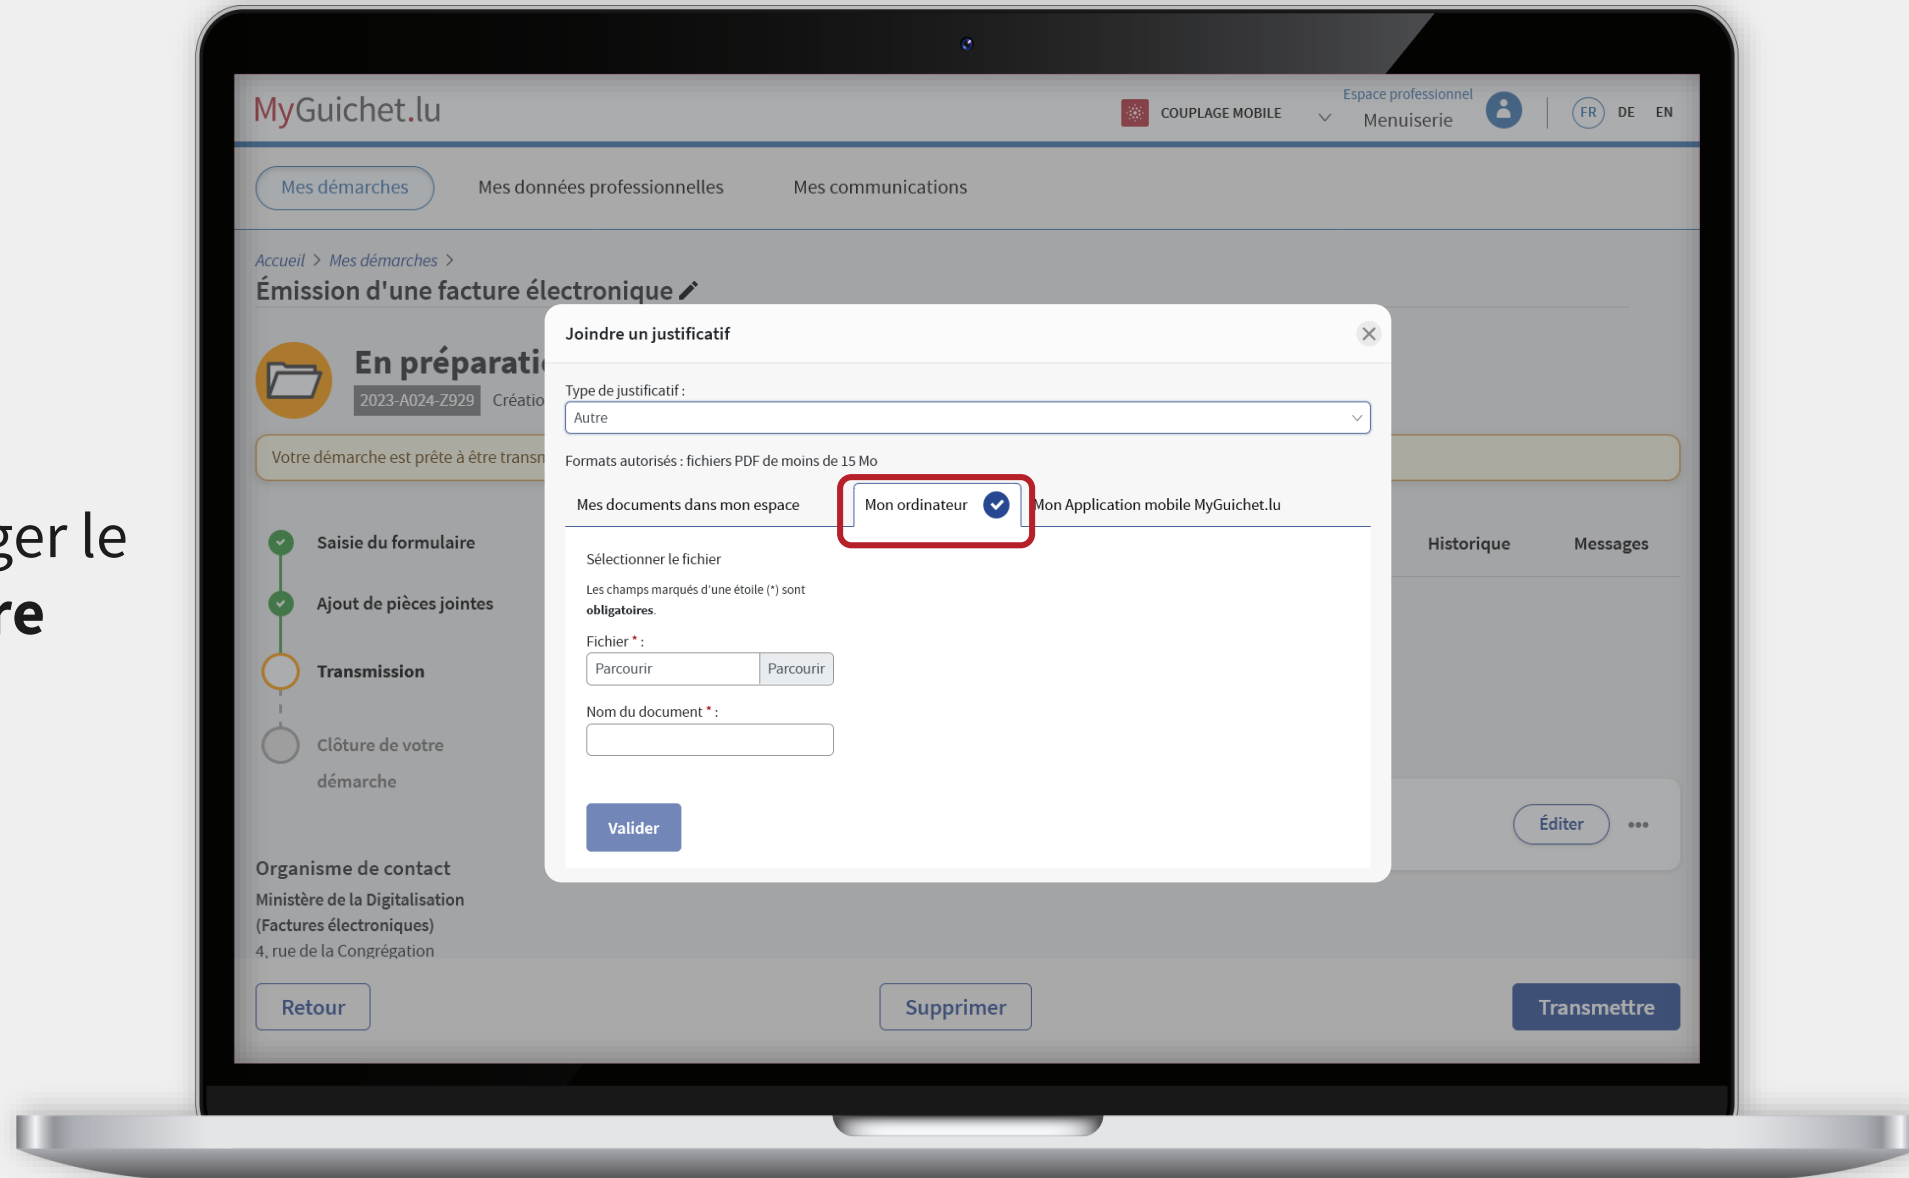 ger le
re
MyGuichet.lu
COUPLAGE MOBILE
Espace professionnel
Menuiserie
FR DE EN
Mes démarches
Mes données professionnelles
Mes communications
Accueil > Mes démarches >
Émission d'une facture électronique
En préparati
2023-A024-Z929 Créatio
Votre démarche est prête à être transm
Saisie du formulaire
Ajout de pièces jointes
Transmission
Clôture de votre
démarche
Historique
Messages
Éditer
Organisme de contact
Ministère de la Digitalisation
(Factures électroniques)
4, rue de la Congrégation
Joindre un justificatif
Type de justificatif :
Autre
Formats autorisés : fichiers PDF de moins de 15 Mo
Mes documents dans mon espace
Mon ordinateur
Mon Application mobile MyGuichet.lu
Sélectionner le fichier
Les champs marqués d'une étoile (*) sont
obligatoires.
Fichier * :
Parcourir Parcourir
Nom du document * :
Valider
Retour
Supprimer
Transmettre